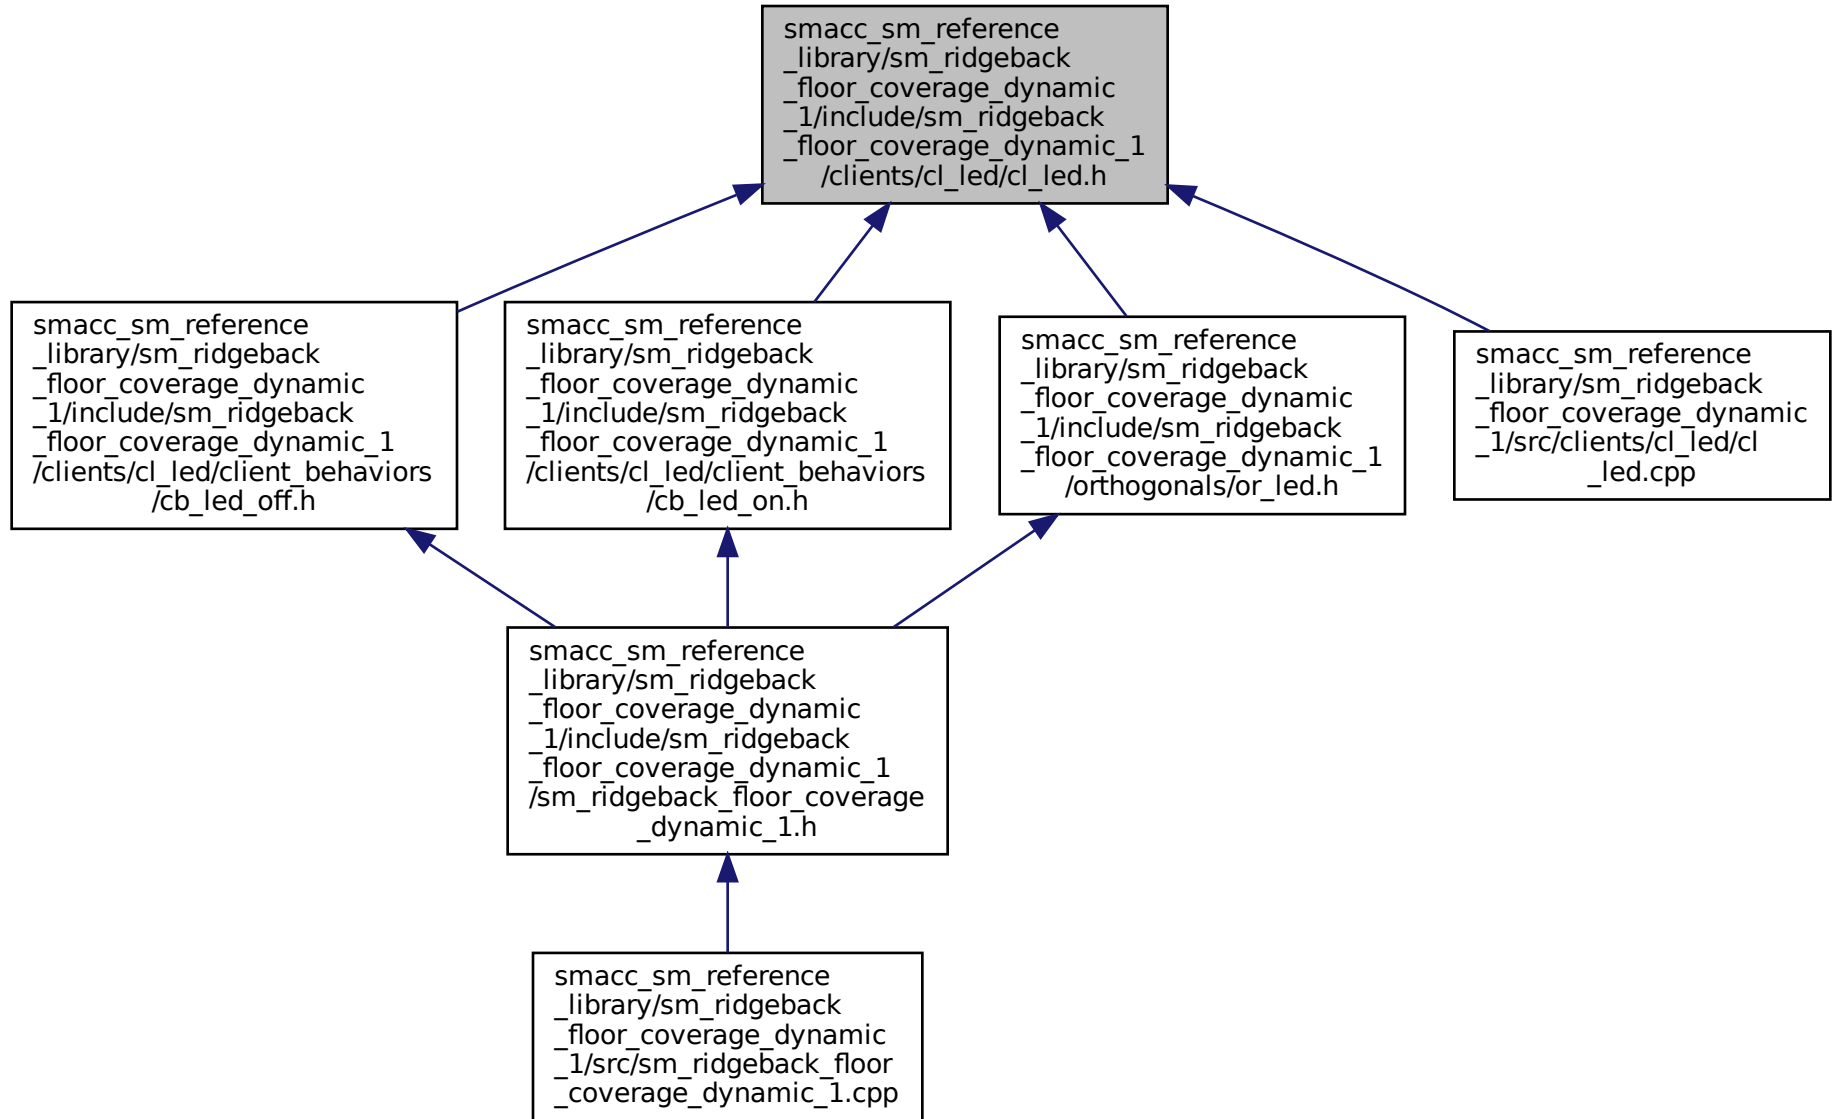 smacc_sm_reference
_library/sm_ridgeback
_floor_coverage_dynamic
_1/include/sm_ridgeback
_floor_coverage_dynamic_1
/clients/cl_led/cl_led.h
smacc_sm_reference
_library/sm_ridgeback
_floor_coverage_dynamic
_1/include/sm_ridgeback
_floor_coverage_dynamic_1
/clients/cl_led/client_behaviors
/cb_led_off.h
smacc_sm_reference
_library/sm_ridgeback
_floor_coverage_dynamic
_1/include/sm_ridgeback
_floor_coverage_dynamic_1
/clients/cl_led/client_behaviors
/cb_led_on.h
smacc_sm_reference
_library/sm_ridgeback
_floor_coverage_dynamic
_1/include/sm_ridgeback
_floor_coverage_dynamic_1
/orthogonals/or_led.h
smacc_sm_reference
_library/sm_ridgeback
_floor_coverage_dynamic
_1/src/clients/cl_led/cl
_led.cpp
smacc_sm_reference
_library/sm_ridgeback
_floor_coverage_dynamic
_1/include/sm_ridgeback
_floor_coverage_dynamic_1
/sm_ridgeback_floor_coverage
_dynamic_1.h
smacc_sm_reference
_library/sm_ridgeback
_floor_coverage_dynamic
_1/src/sm_ridgeback_floor
_coverage_dynamic_1.cpp